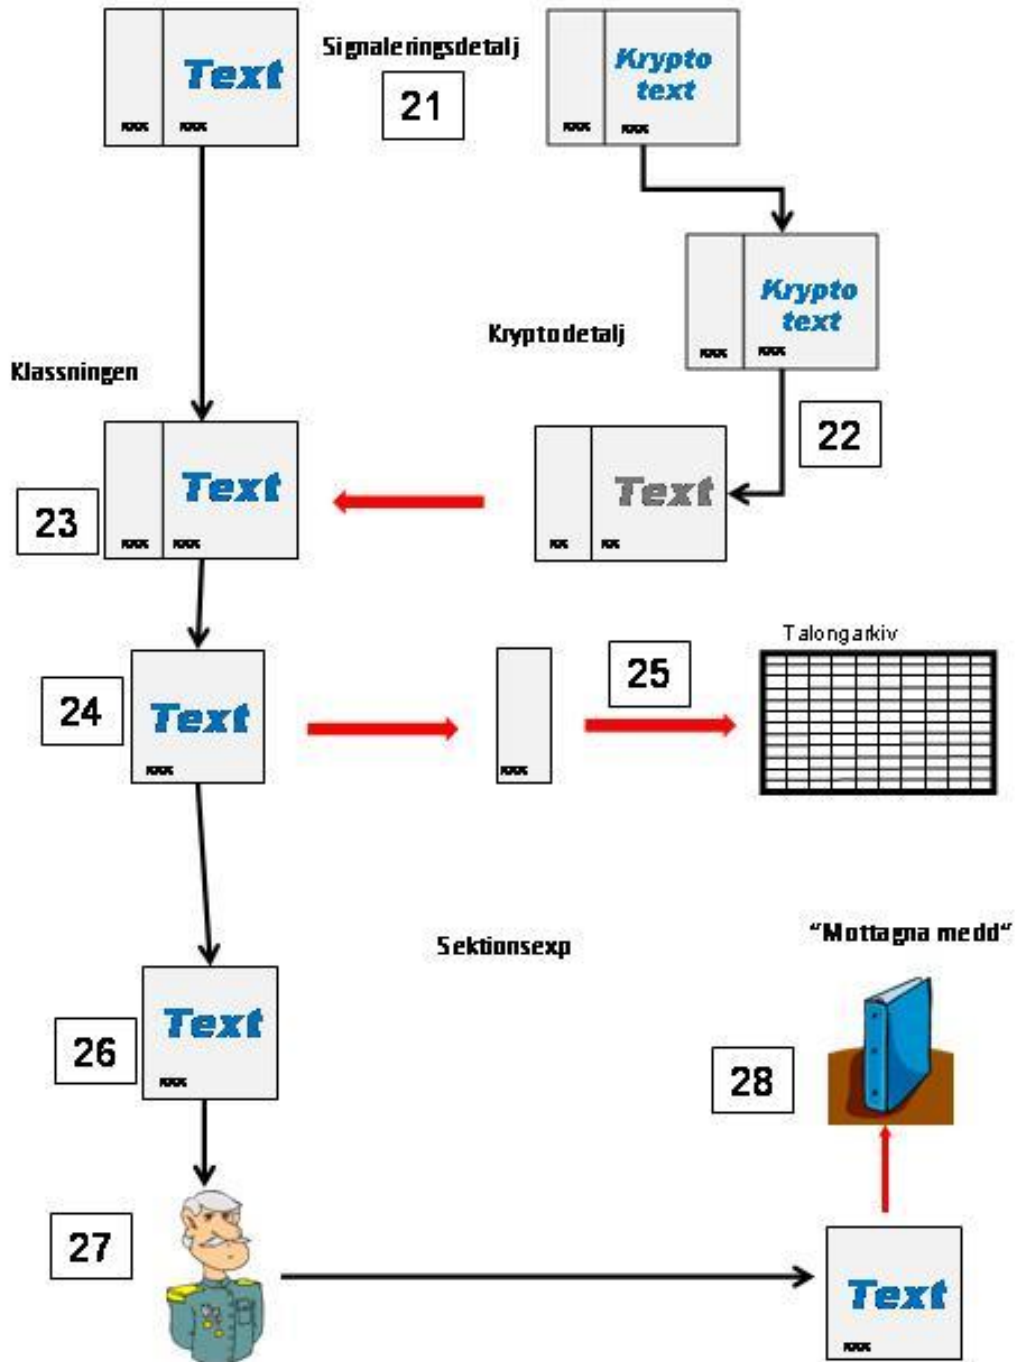 Text
Signaleringsdetalj
21
Krypto
text
xxx xxx
xxx xxx
Krypto
text
xxx xxx
Kryptodetalj
22
Klassningen
23
Text
xxx xxx
Text
xx xx
24
Text
xxx
xxx
25
Talongarkiv
Sektionsexp
"Mottagna medd"
26
Text
xxx
28
27
Text
xxx